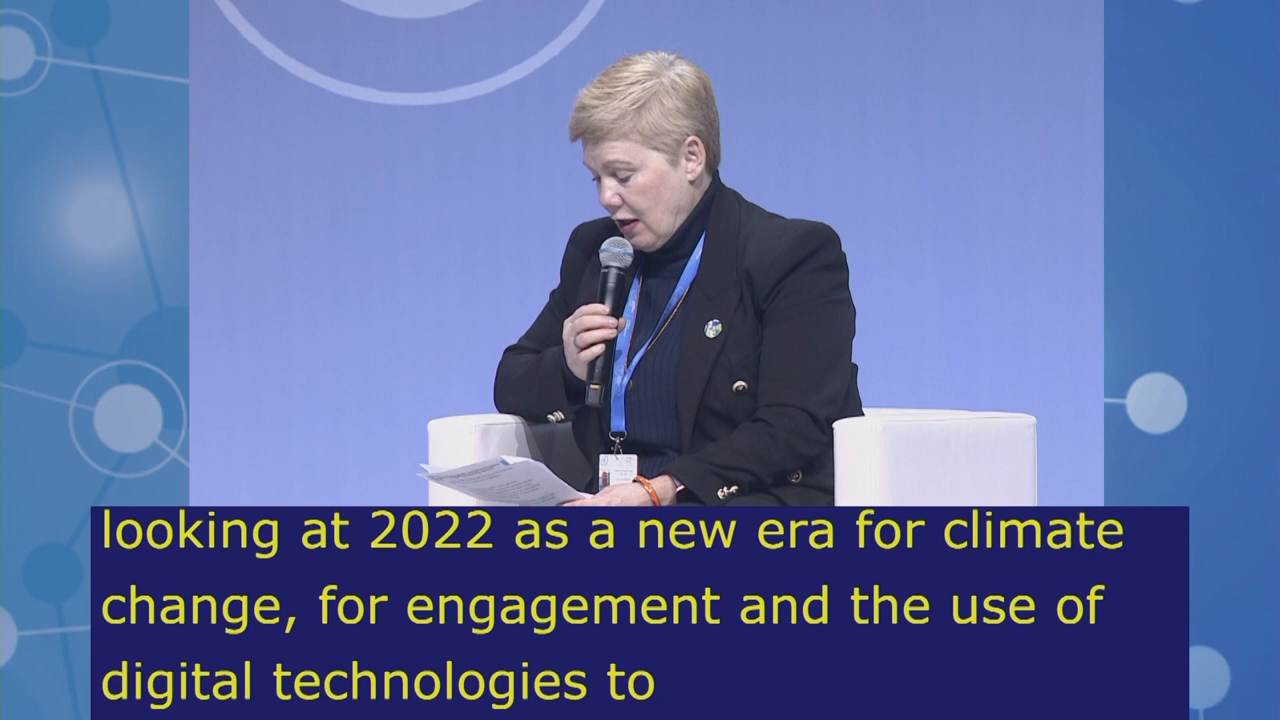 looking at 2022 as a new era for climate
change, for engagement and the use of
digital technologies to